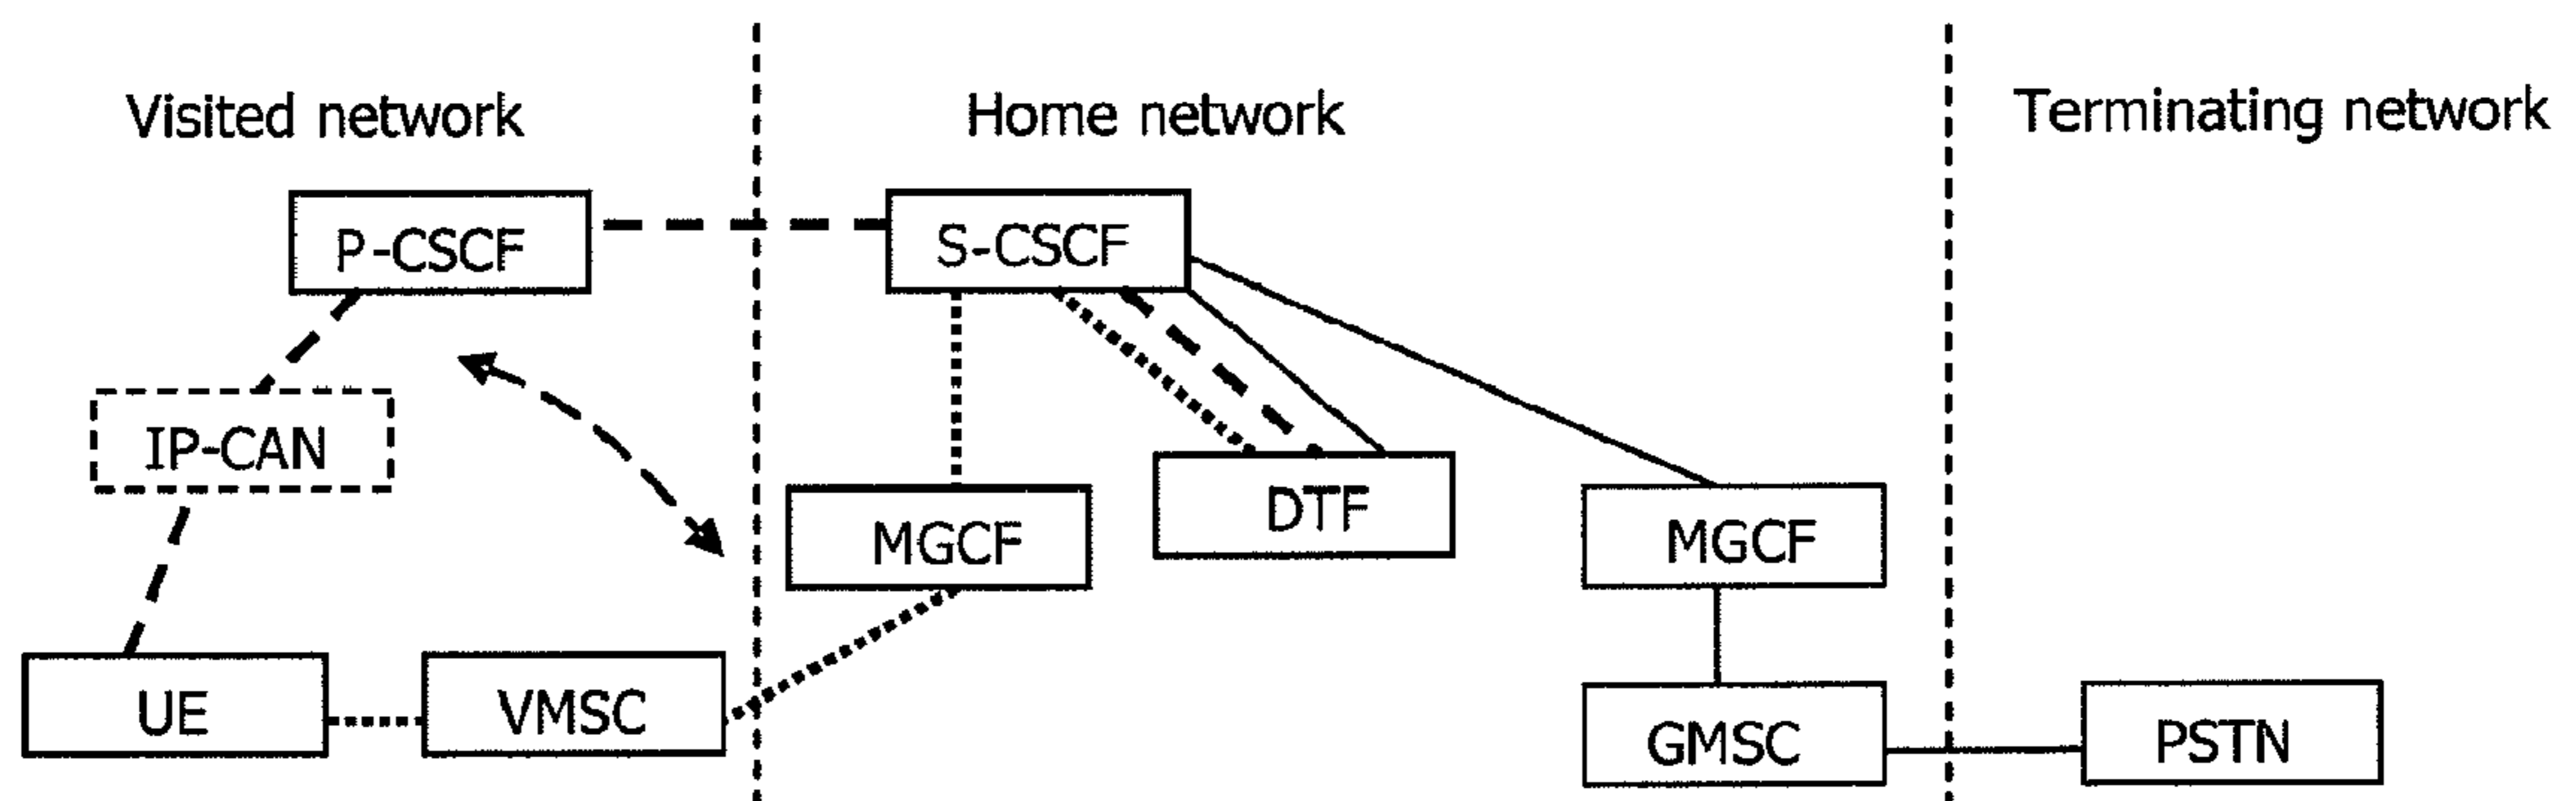 Visited network
Home network
Terminating network
P-CSCF
S-CSCF
IP-CAN
DTF
MGCF
MGCF
UE
VMSC
GMSC
PSTN